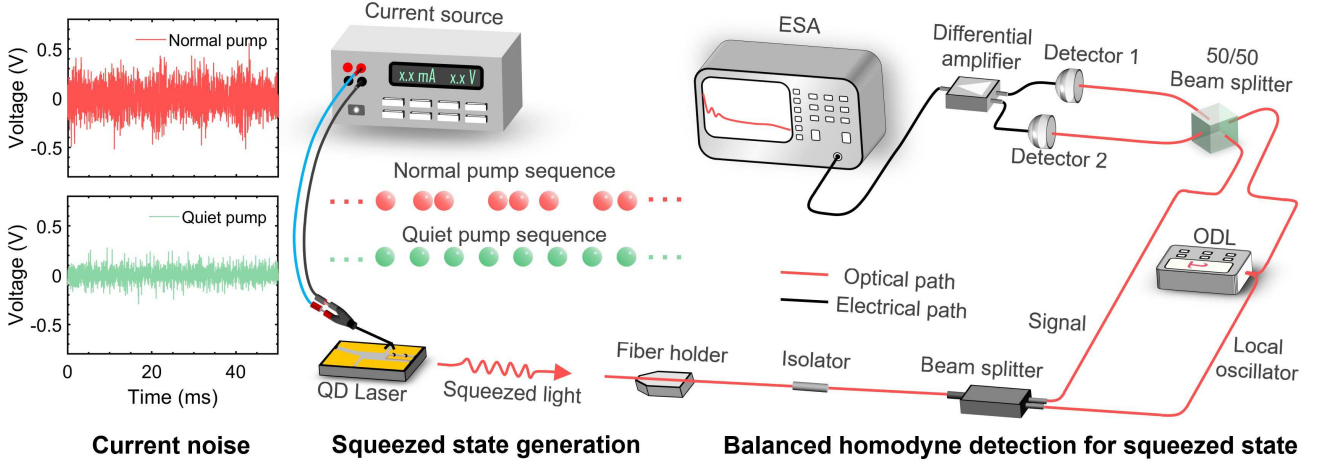 Normal pump
0.5
0
-0.5
Voltage (V)
Quiet pump
0.5
0
-0.5
Voltage (V)
0
20
40
Time (ms)
Current noise
Current source
x.x mA x.x V
Normal pump sequence
Quiet pump sequence
QD Laser
Squeezed light
Squeezed state generation
ESA
Differential
amplifier
Detector 1
Detector 2
50/50
Beam splitter
ODL
Optical path
Electrical path
Signal
Local
oscillator
Fiber holder
Isolator
Beam splitter
Balanced homodyne detection for squeezed state